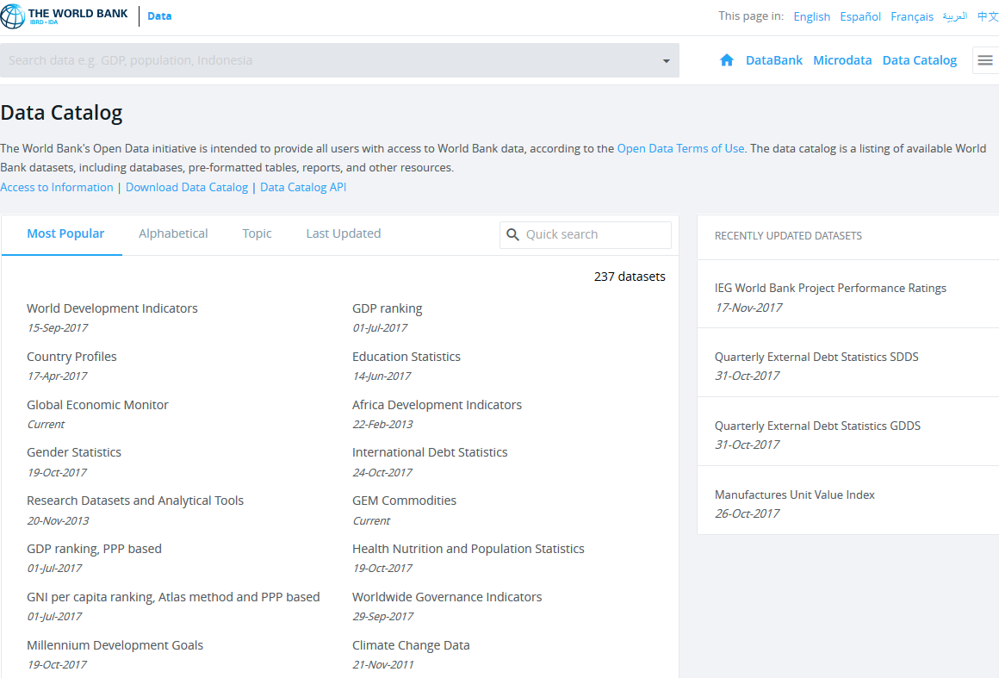 THE WORLD BANK
IBRD • IDA
Data
This page in: English Español Français العربية 中文
Search data e.g. GDP, population, Indonesia
DataBank Microdata Data Catalog
Data Catalog
The World Bank's Open Data initiative is intended to provide all users with access to World Bank data, according to the Open Data Terms of Use. The data catalog is a listing of available World
Bank datasets, including databases, pre-formatted tables, reports, and other resources.
Access to Information | Download Data Catalog | Data Catalog API
Most Popular Alphabetical Topic Last Updated Quick search
237 datasets
World Development Indicators
15-Sep-2017
GDP ranking
01-Jul-2017
Country Profiles
17-Apr-2017
Education Statistics
14-Jun-2017
Global Economic Monitor
Current
Africa Development Indicators
22-Feb-2013
Gender Statistics
19-Oct-2017
International Debt Statistics
24-Oct-2017
Research Datasets and Analytical Tools
20-Nov-2013
GEM Commodities
Current
GDP ranking, PPP based
01-Jul-2017
Health Nutrition and Population Statistics
19-Oct-2017
GNI per capita ranking, Atlas method and PPP based
01-Jul-2017
Worldwide Governance Indicators
29-Sep-2017
Millennium Development Goals
19-Oct-2017
Climate Change Data
21-Nov-2011
RECENTLY UPDATED DATASETS
IEG World Bank Project Performance Ratings
17-Nov-2017
Quarterly External Debt Statistics SDDS
31-Oct-2017
Quarterly External Debt Statistics GDDS
31-Oct-2017
Manufactures Unit Value Index
26-Oct-2017